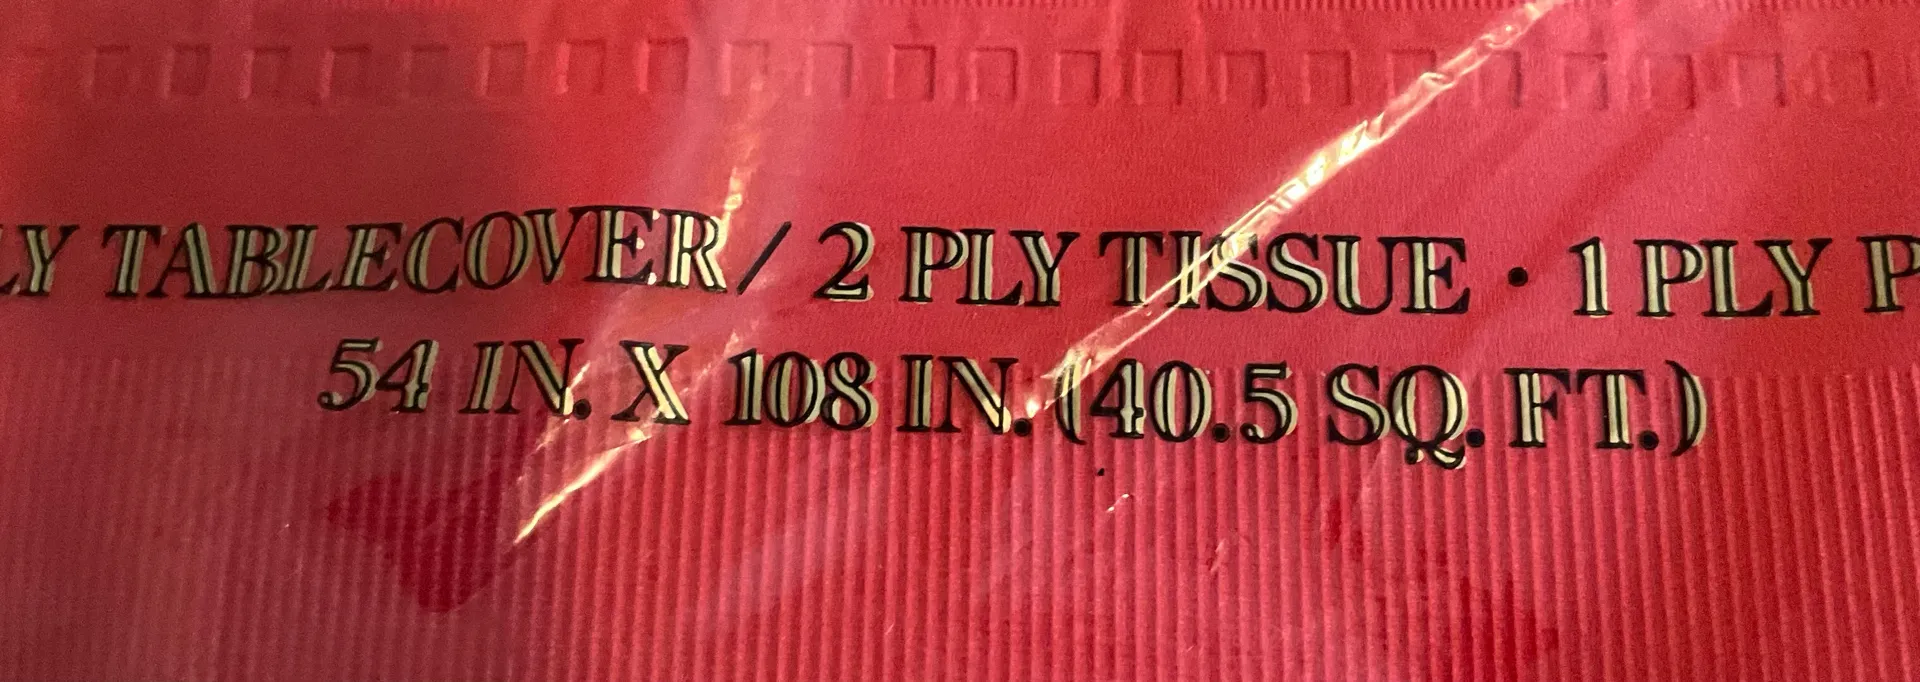 LY TABLECOVER / 2 PLY TISSUE • 1 PLY P
54 IN. X 108 IN. (40.5 SQ. FT.)